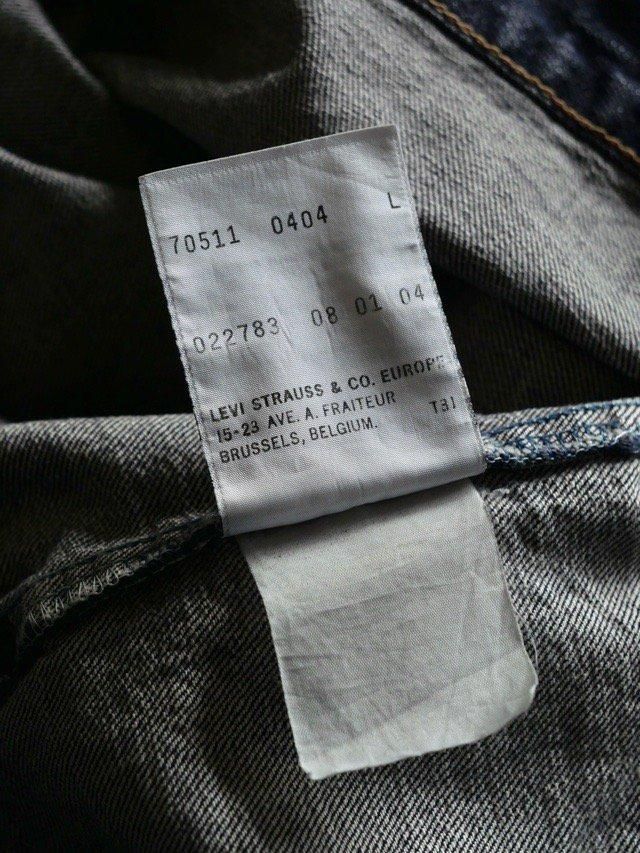 70511 0404 L
022783 08 01 04
LEVI STRAUSS & CO. EUROPE
15-23 AVE. A. FRAITEUR
BRUSSELS, BELGIUM. T31